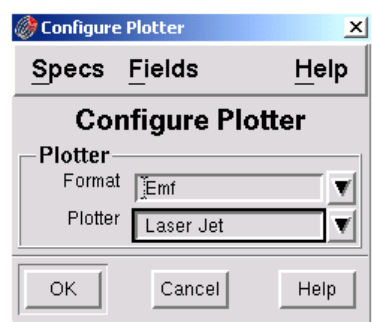 Configure Plotter
Specs Fields Help
Configure Plotter
Plotter
Format Emf
Plotter Laser Jet
OK Cancel Help